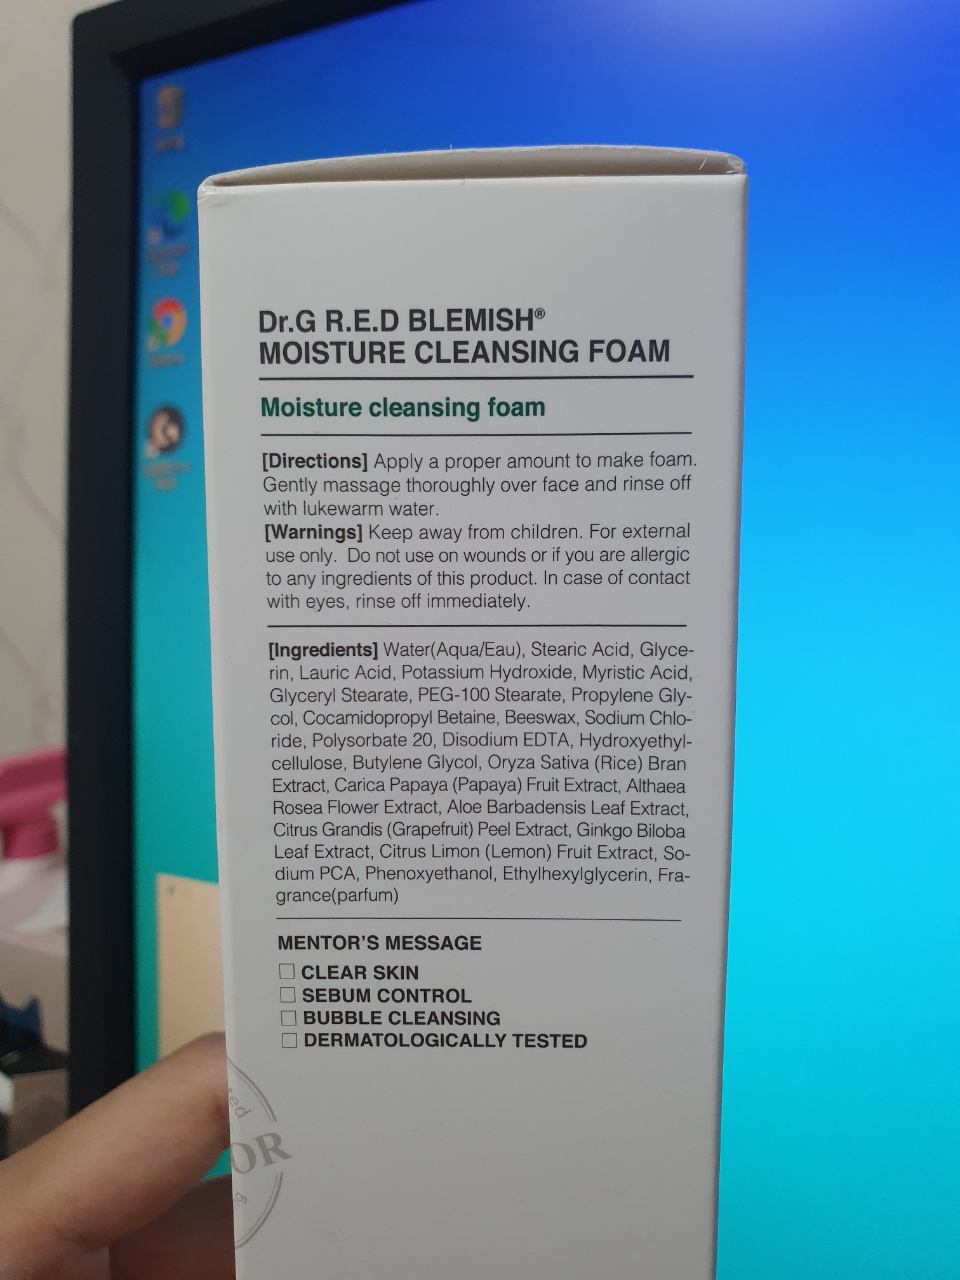 Dr.G R.E.D BLEMISH®
MOISTURE CLEANSING FOAM
Moisture cleansing foam
[Directions] Apply a proper amount to make foam.
Gently massage thoroughly over face and rinse off
with lukewarm water.
[Warnings] Keep away from children. For external
use only.  Do not use on wounds or if you are allergic
to any ingredients of this product. In case of contact
with eyes, rinse off immediately.
[Ingredients] Water(Aqua/Eau), Stearic Acid, Glyce-
rin, Lauric Acid, Potassium Hydroxide, Myristic Acid,
Glyceryl Stearate, PEG-100 Stearate, Propylene Gly-
col, Cocamidopropyl Betaine, Beeswax, Sodium Chlo-
ride, Polysorbate 20, Disodium EDTA, Hydroxyethyl-
cellulose, Butylene Glycol, Oryza Sativa (Rice) Bran
Extract, Carica Papaya (Papaya) Fruit Extract, Althaea
Rosea Flower Extract, Aloe Barbadensis Leaf Extract,
Citrus Grandis (Grapefruit) Peel Extract, Ginkgo Biloba
Leaf Extract, Citrus Limon (Lemon) Fruit Extract, So-
dium PCA, Phenoxyethanol, Ethylhexylglycerin, Fra-
grance(parfum)
MENTOR'S MESSAGE
☐ CLEAR SKIN
☐ SEBUM CONTROL
☐ BUBBLE CLEANSING
☐ DERMATOLOGICALLY TESTED